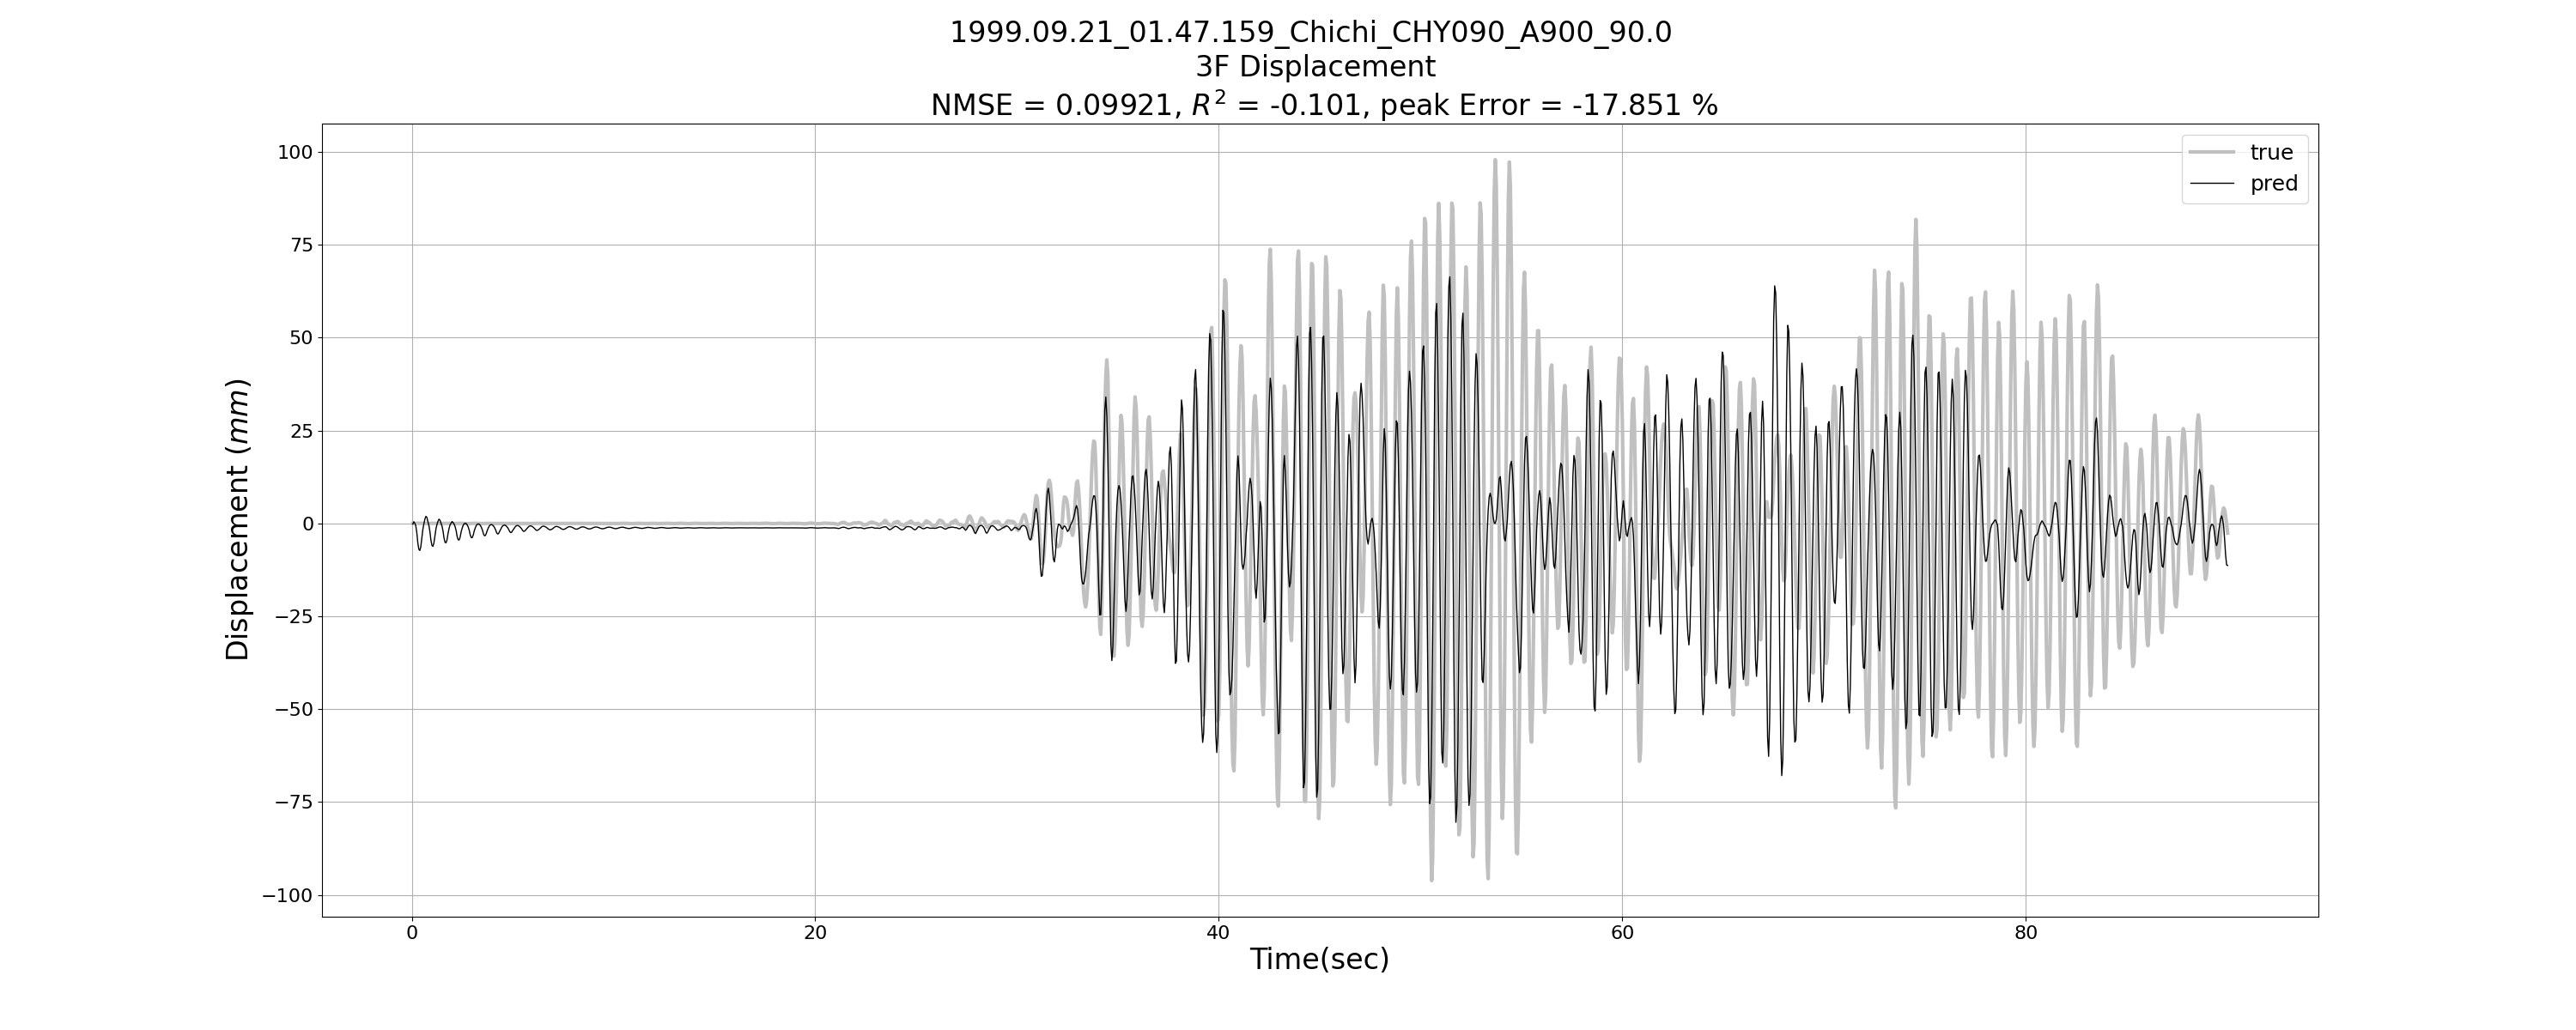 1999.09.21_01.47.159_Chichi_CHY090_A900_90.0
3F Displacement
NMSE = 0.09921, R² = -0.101, peak Error = -17.851 %
true
pred
Displacement (mm)
100
75
50
25
0
−25
−50
−75
−100
0 20 40 60 80
Time(sec)